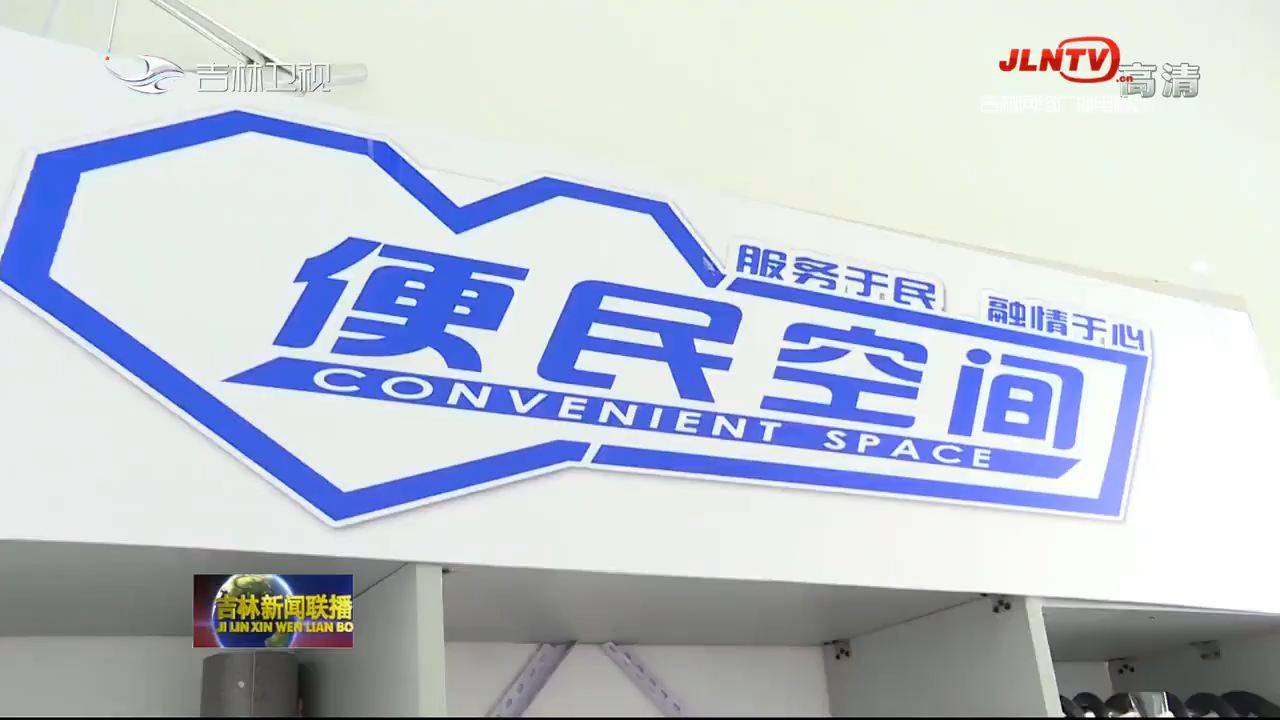 吉林卫视
JLNTV.cn
高清
服务于民 融情于心
便民空间
CONVENIENT SPACE
吉林新闻联播
JI LIN XIN WEN LIAN BO